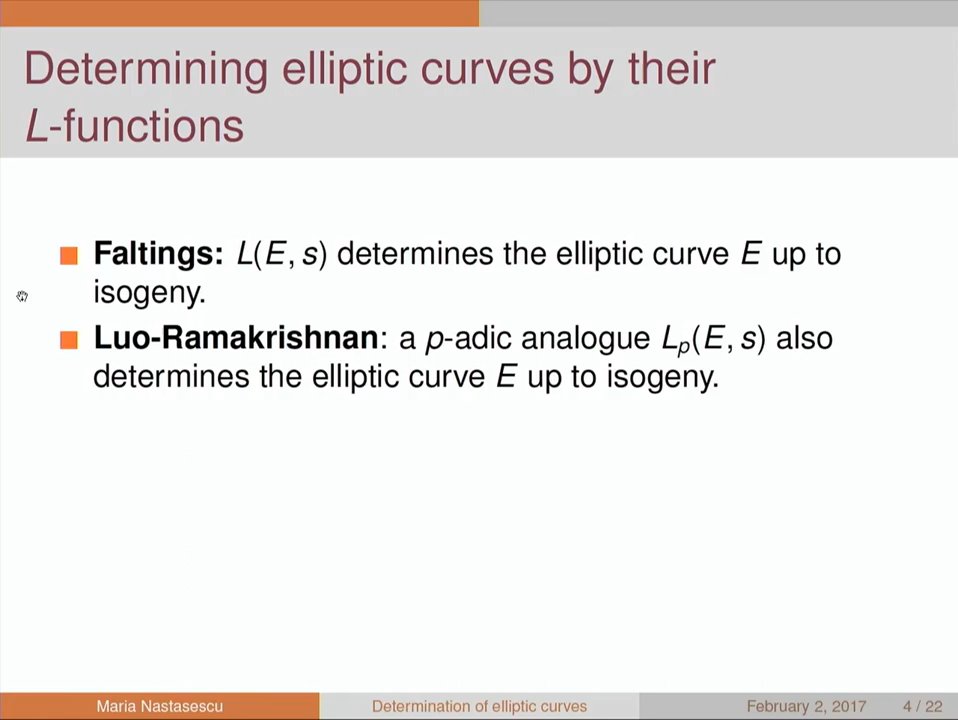 Determining elliptic curves by their
L-functions
Faltings: L(E, s) determines the elliptic curve E up to
isogeny.
Luo-Ramakrishnan: a p-adic analogue Lₚ(E, s) also
determines the elliptic curve E up to isogeny.
Maria Nastasescu Determination of elliptic curves February 2, 2017 4 / 22